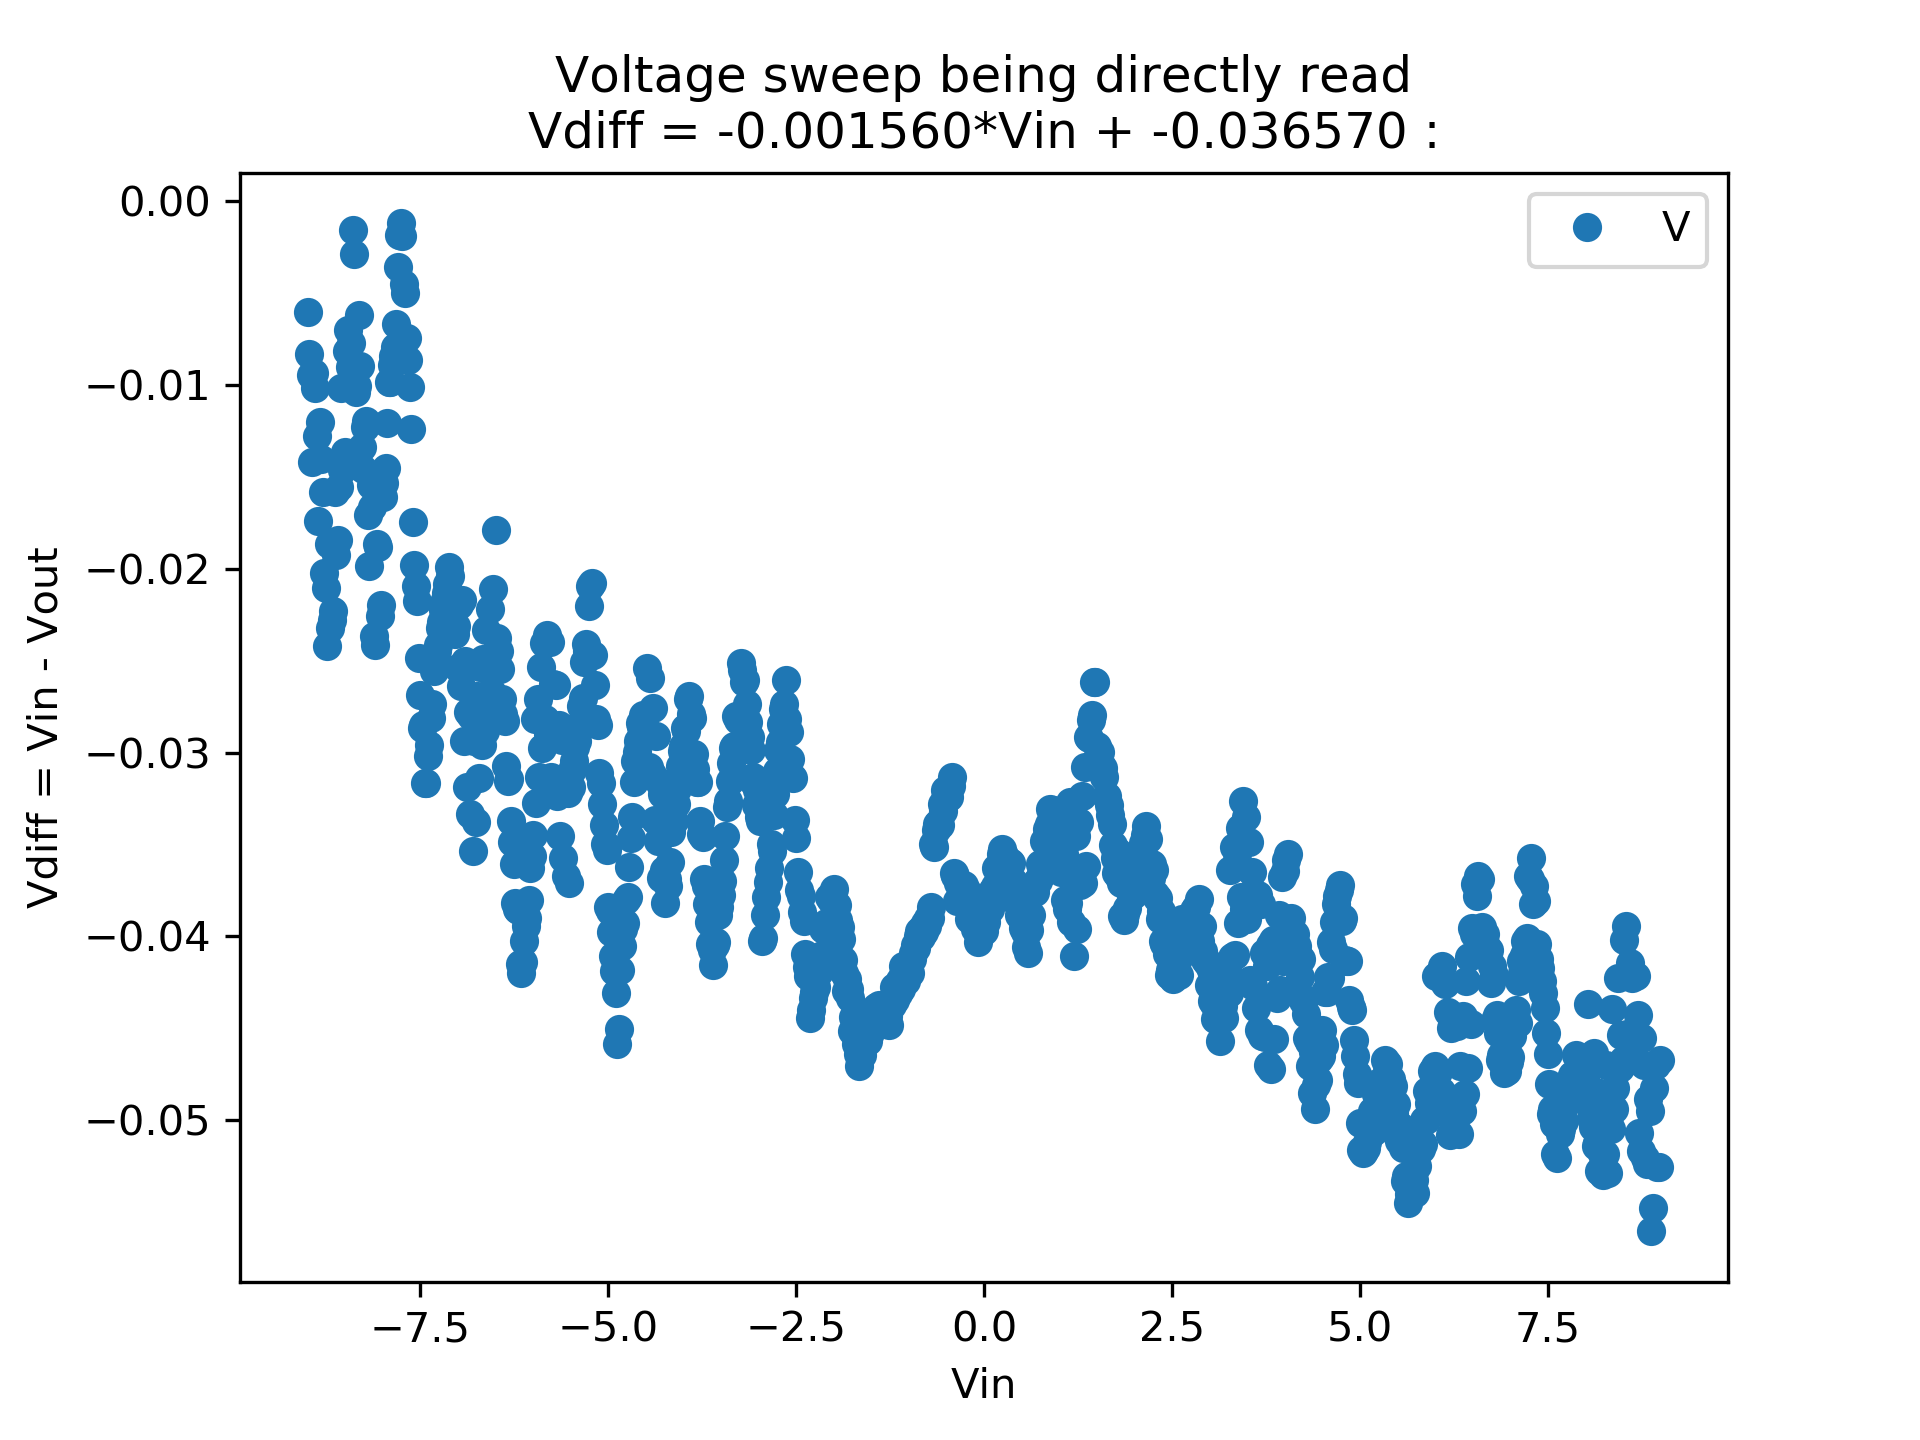 Voltage sweep being directly read
Vdiff = -0.001560*Vin + -0.036570 :
V
0.00
−0.01
−0.02
−0.03
−0.04
−0.05
Vdiff = Vin - Vout
−7.5
−5.0
−2.5
0.0
2.5
5.0
7.5
Vin